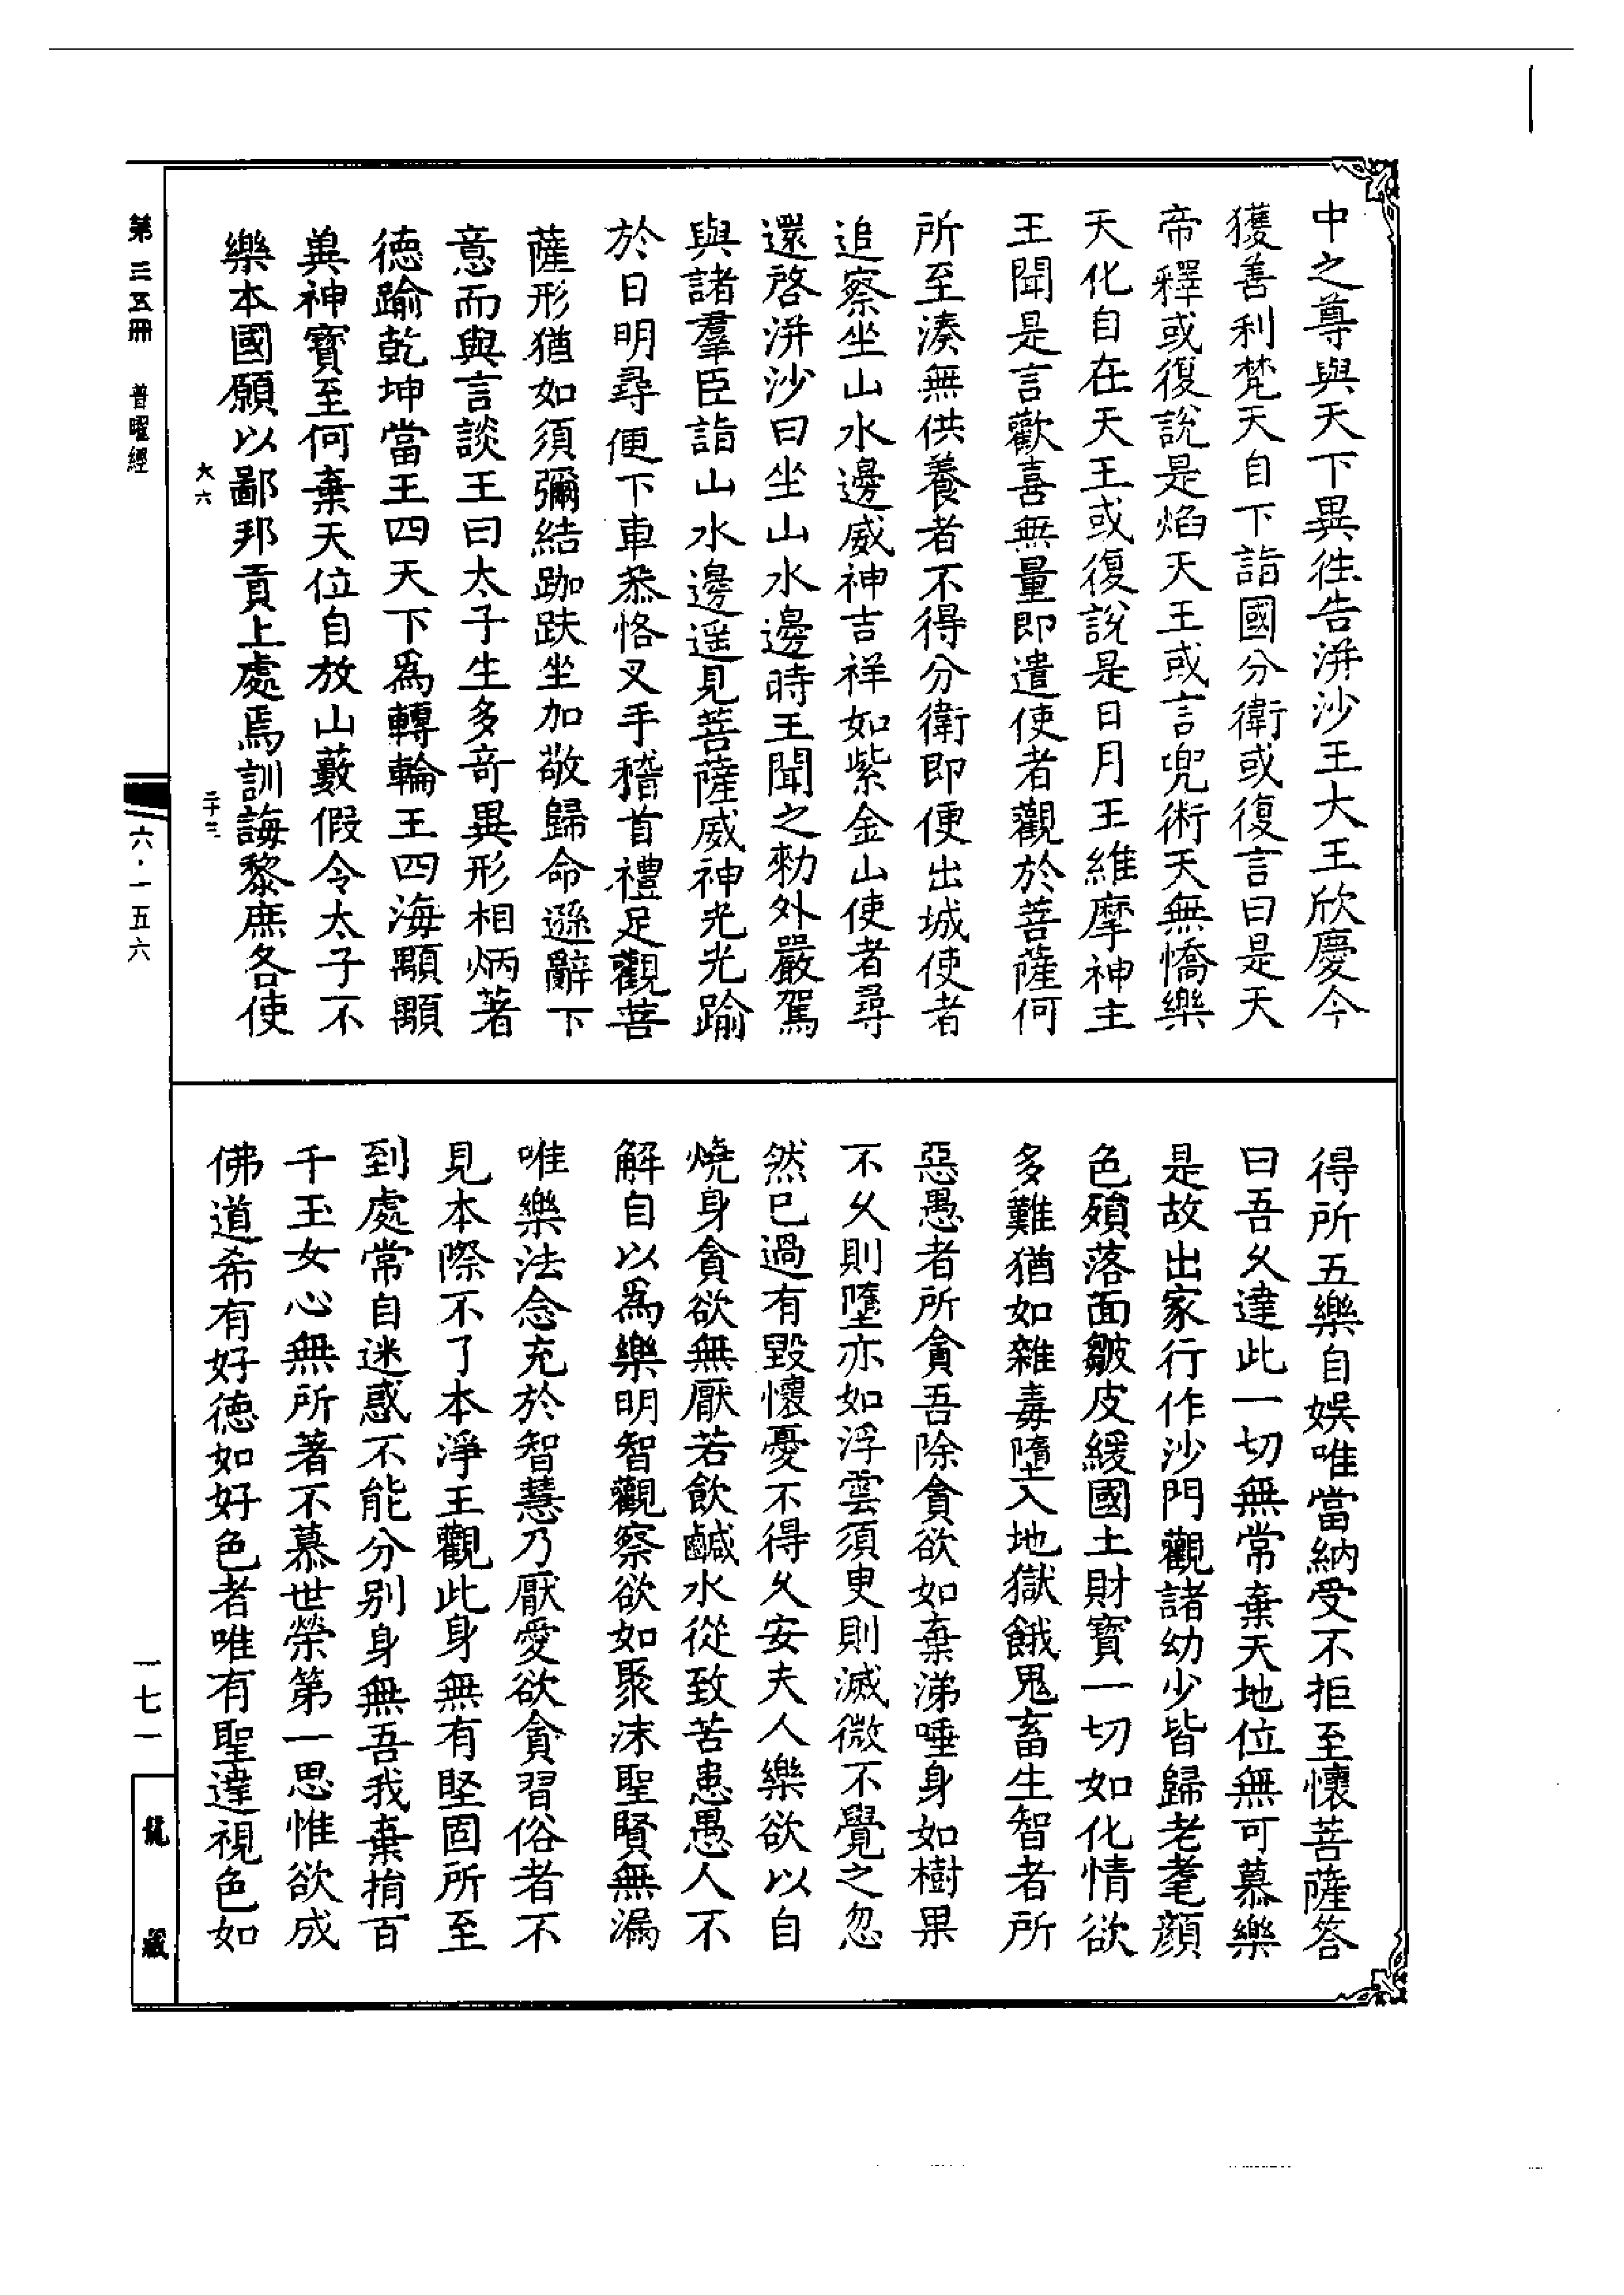 中之尊與天下異徃告洴沙王大王欣慶今
獲善利梵天自下詣國分衛或復言曰是天
帝釋或復說是焰天王或言兜術天無憍樂
天化自在天王或復說是日月王維摩神主
王聞是言歡喜無量即遣使者觀於菩薩何
所至湊無供養者不得分衛即便出城使者
追察坐山水邊威神吉祥如紫金山使者尋
還啓洴沙曰坐山水邊時王聞之勑外嚴駕
與諸羣臣詣山水邊遥見菩薩威神光光踰
於日明尋便下車恭恪叉手稽首禮足觀菩
薩形猶如須彌結跏趺坐加敬歸命遜辭下
意而與言談王曰太子生多奇異形相炳著
德踰乾坤當王四天下爲轉輪王四海顒顒
兾神寶至何棄天位自放山藪假令太子不
樂本國願以鄙邦貢上處焉訓誨黎庶各使
得所五樂自娛唯當納受不拒至懷菩薩答
曰吾久達此一切無常棄天地位無可慕樂
是故出家行作沙門觀諸幼少皆歸老耄顏
色殞落面皺皮緩國土財寶一切如化情欲
多難猶如雜毒墮入地獄餓鬼畜生智者所
惡愚者所貪吾除貪欲如棄涕唾身如樹果
不久則墮亦如浮雲須臾則滅微不覺之忽
然已過有毀懷憂不得久安夫人樂欲以自
燒身貪欲無厭若飲鹹水從致苦患愚人不
解自以爲樂明智觀察欲如聚沫聖賢無漏
唯樂法念充於智慧乃厭愛欲貪習俗者不
見本際不了本淨王觀此身無有堅固所至
到處常自迷惑不能分别身無吾我棄捐百
千玉女心無所著不慕世榮第一思惟欲成
佛道希有好德如好色者唯有聖達視色如
第三五冊 普曜經
大六 二十三
六·一五六
一七一
龍藏